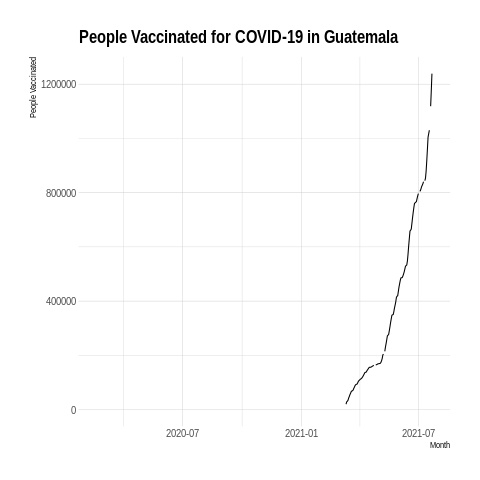 People Vaccinated for COVID-19 in Guatemala
People Vaccinated
1200000
800000
400000
0
2020-07
2021-01
2021-07
Month